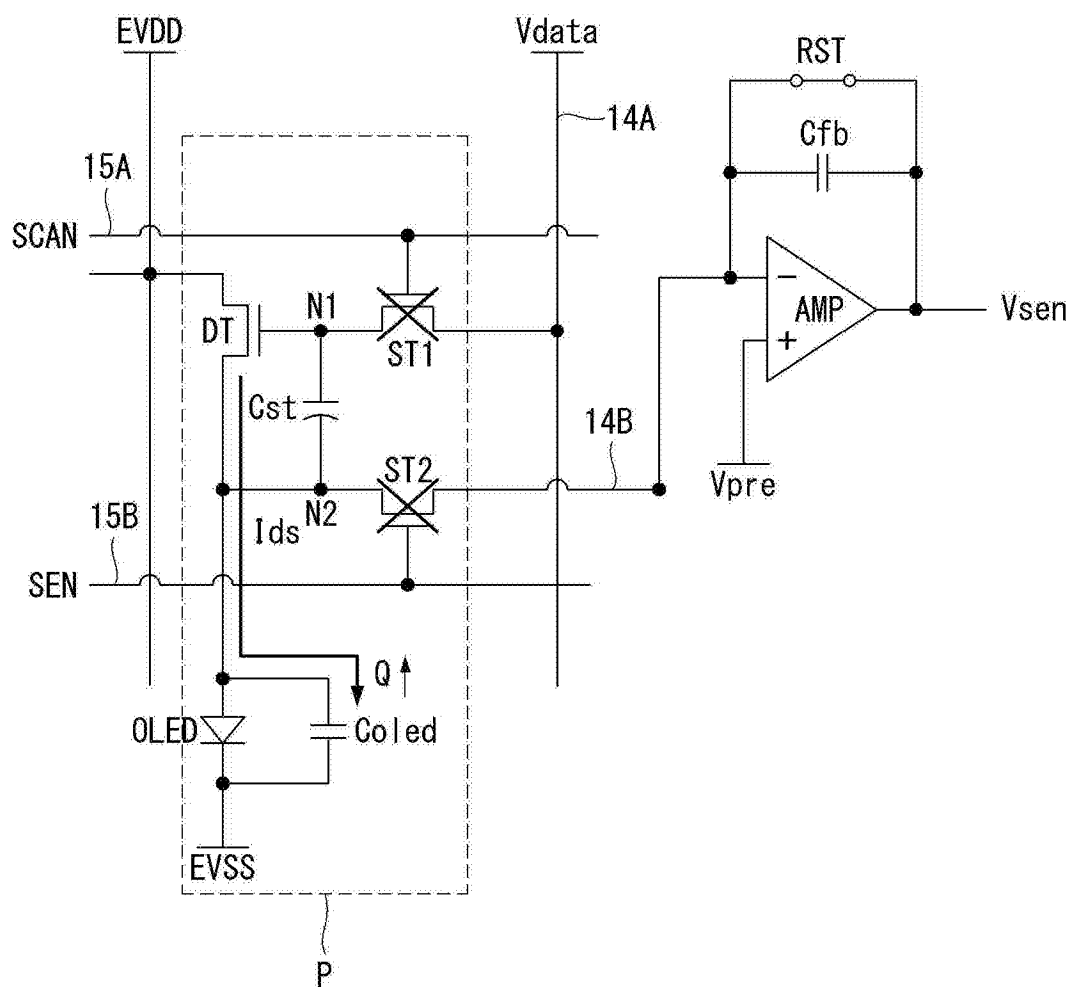 EVDD
Vdata
RST
14A
Cfb
15A
SCAN
N1
DT
AMP
Vsen
ST1
Cst
14B
ST2
Vpre
15B
N2
Ids
SEN
Q
OLED
Coled
EVSS
P